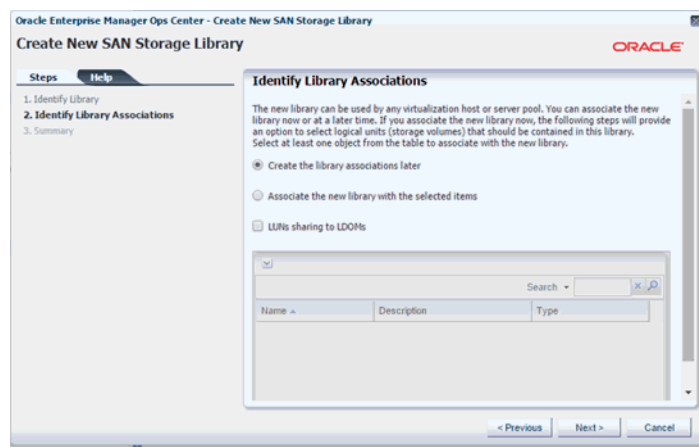 Oracle Enterprise Manager Ops Center - Create New SAN Storage Library
Create New SAN Storage Library
ORACLE
Steps
Help
1. Identify Library
2. Identify Library Associations
3. Summary
Identify Library Associations
The new library can be used by any virtualization host or server pool. You can associate the new
library now or at a later time. If you associate the new library now, the following steps will provide
an option to select logical units (storage volumes) that should be contained in this library.
Select at least one object from the table to associate with the new library.
Create the library associations later
Associate the new library with the selected items
LUNs sharing to LDOMs
Search
Name
Description
Type
< Previous
Next >
Cancel